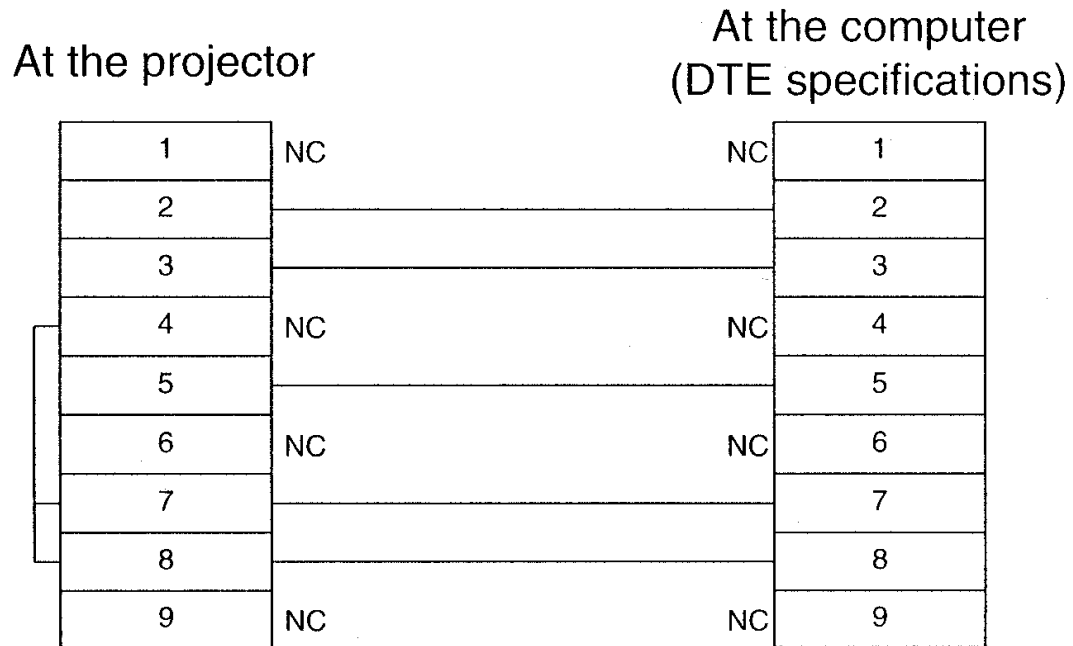 At the projector
At the computer
(DTE specifications)
1 NC NC 1
2 2
3 3
4 NC NC 4
5 5
6 NC NC 6
7 7
8 8
9 NC NC 9